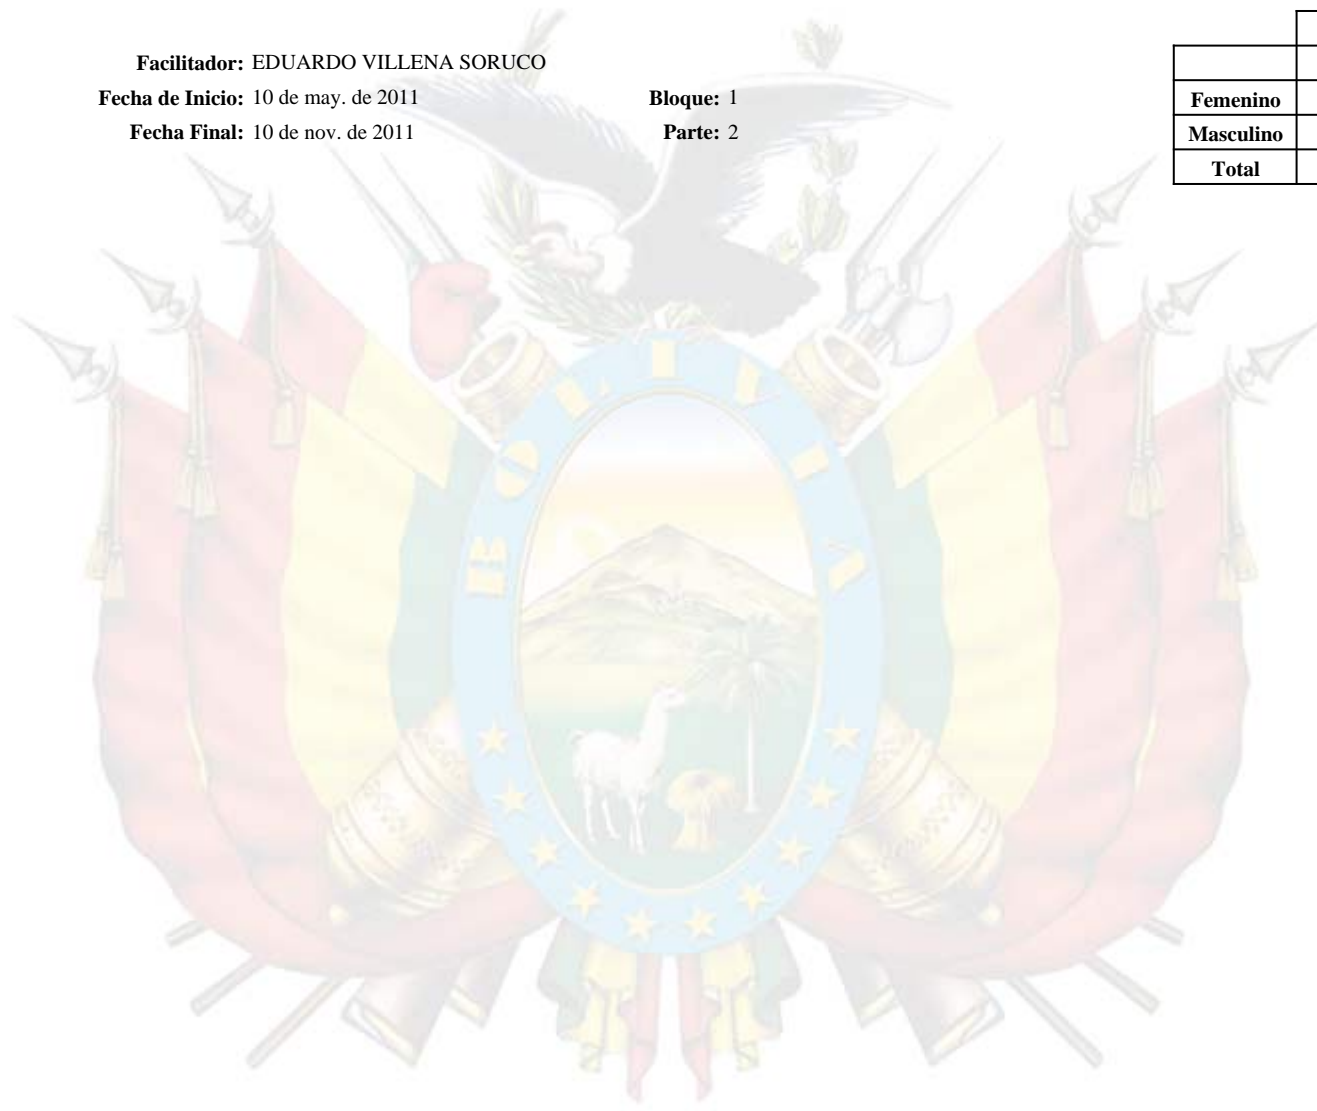 Facilitador: EDUARDO VILLENA SORUCO
Fecha de Inicio: 10 de may. de 2011 Bloque: 1
Fecha Final: 10 de nov. de 2011 Parte: 2
Femenino
Masculino
Total
BOLIVIA